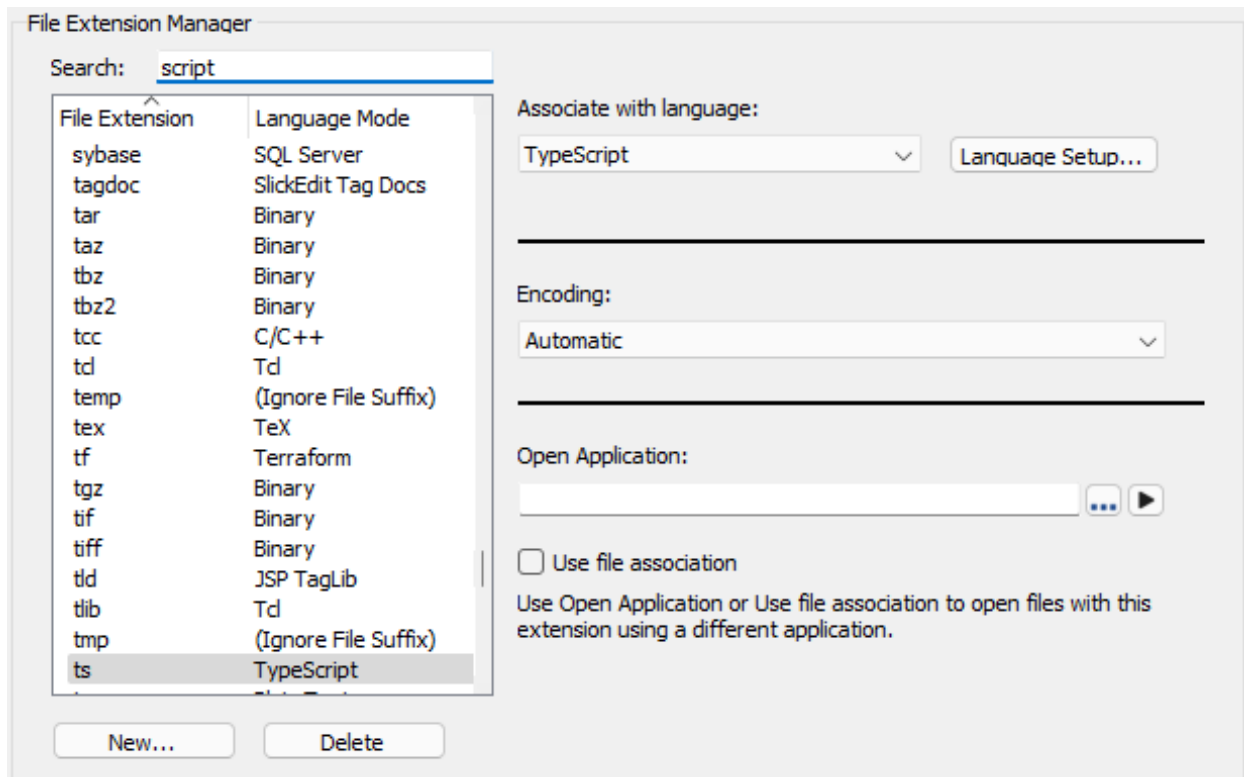 File Extension Manager
Search: script
File Extension Language Mode
sybase SQL Server
tagdoc SlickEdit Tag Docs
tar Binary
taz Binary
tbz Binary
tbz2 Binary
tcc C/C++
tcl Tcl
temp (Ignore File Suffix)
tex TeX
tf Terraform
tgz Binary
tif Binary
tiff Binary
tld JSP TagLib
tlib Tcl
tmp (Ignore File Suffix)
ts TypeScript
New... Delete
Associate with language:
TypeScript Language Setup...
Encoding:
Automatic
Open Application:
...
Use file association
Use Open Application or Use file association to open files with this
extension using a different application.